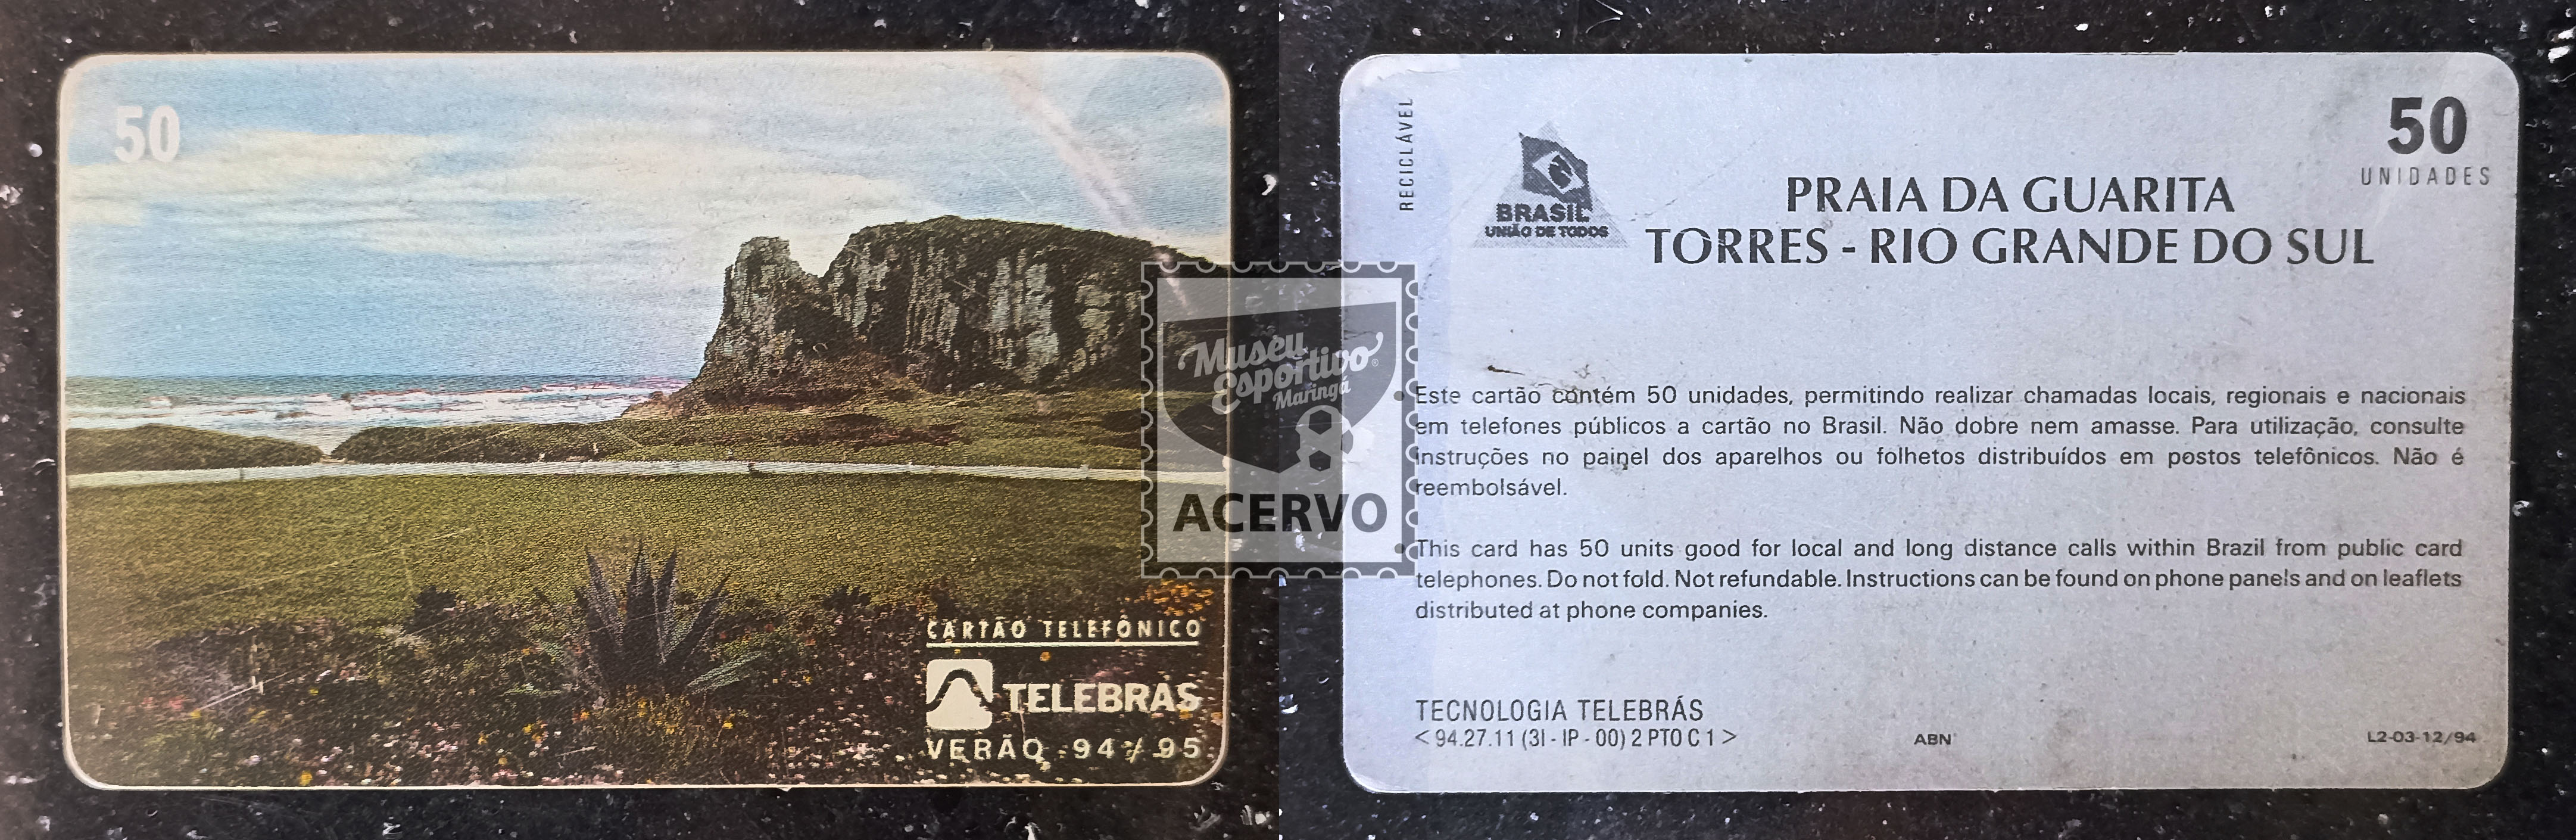 50
CARTÃO TELEFÔNICO
TELEBRAS
VERÃO 94 / 95
Museu
Esportivo
Maringá
ACERVO
RECICLÁVEL
BRASIL
UNIÃO DE TODOS
50
UNIDADES
PRAIA DA GUARITA
TORRES - RIO GRANDE DO SUL
Este cartão contém 50 unidades, permitindo realizar chamadas locais, regionais e nacionais
em telefones públicos a cartão no Brasil. Não dobre nem amasse. Para utilização, consulte
instruções no painel dos aparelhos ou folhetos distribuídos em postos telefônicos. Não é
reembolsável.
This card has 50 units good for local and long distance calls within Brazil from public card
telephones. Do not fold. Not refundable. Instructions can be found on phone panels and on leaflets
distributed at phone companies.
TECNOLOGIA TELEBRÁS
< 94.27.11 (3I - IP - 00) 2 PTO C 1 >
ABN
L2-03-12/94